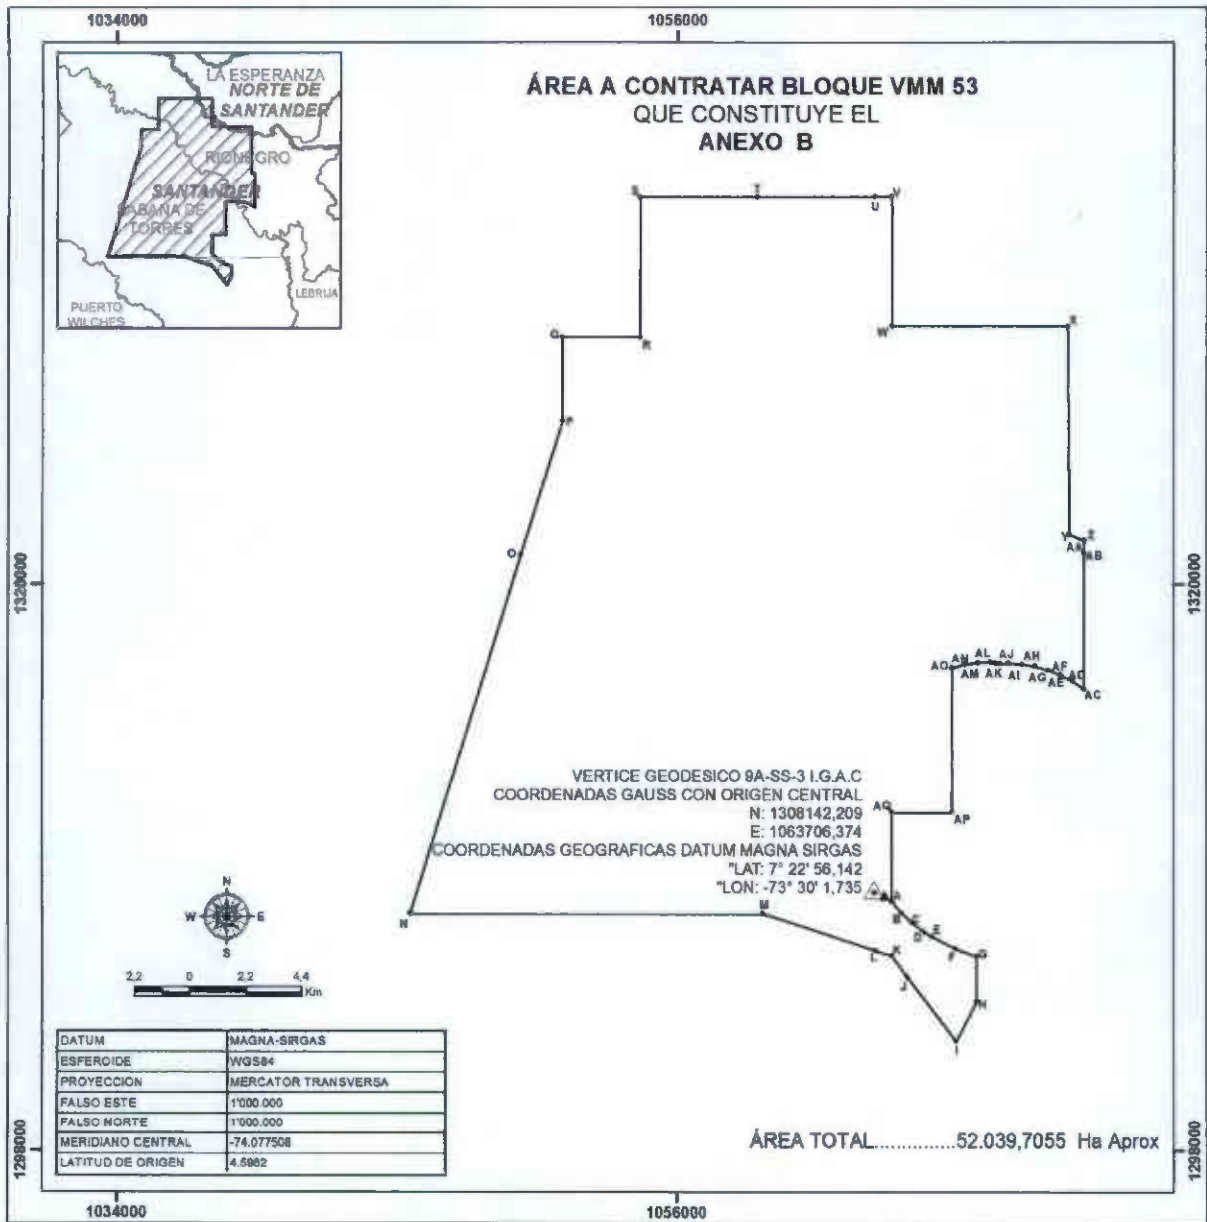 1034000 1056000
ÁREA A CONTRATAR BLOQUE VMM 53
QUE CONSTITUYE EL
ANEXO B
LA ESPERANZA
NORTE DE
SANTANDER
RIONEGRO
SANTANDER
SABANA DE
TORRES
LEBRIJA
PUERTO
WILCHES
S T U V
W X
Q R
P
O
Y Z
AA AB
1320000 1320000
AO AN AL AJ AH AF AD
AM AK AI AG AE AC
VERTICE GEODESICO 9A-SS-3 I.G.A.C
COORDENADAS GAUSS CON ORIGEN CENTRAL
N: 1308142,209
E: 1063706,374
COORDENADAS GEOGRAFICAS DATUM MAGNA SIRGAS
"LAT: 7° 22' 56,142
"LON: -73° 30' 1,735
AQ AP
A
B C
D E
F G
M
N
L K
J H
I
N
W E
S
2,2 0 2,2 4,4
Km
DATUM MAGNA-SIRGAS
ESFEROIDE WGS84
PROYECCION MERCATOR TRANSVERSA
FALSO ESTE 1'000.000
FALSO NORTE 1'000.000
MERIDIANO CENTRAL -74.077508
LATITUD DE ORIGEN 4.5962
ÁREA TOTAL..............52.039,7055 Ha Aprox
1298000 1298000
1034000 1056000